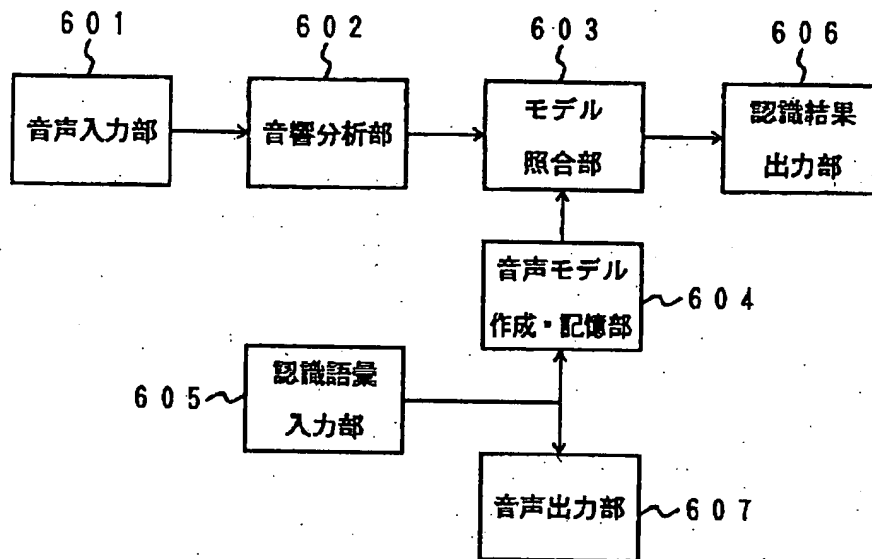 601
602
603
606
音声入力部
音響分析部
モデル
照合部
認識結果
出力部
音声モデル
作成・記憶部
604
605
認識語彙
入力部
音声出力部
607